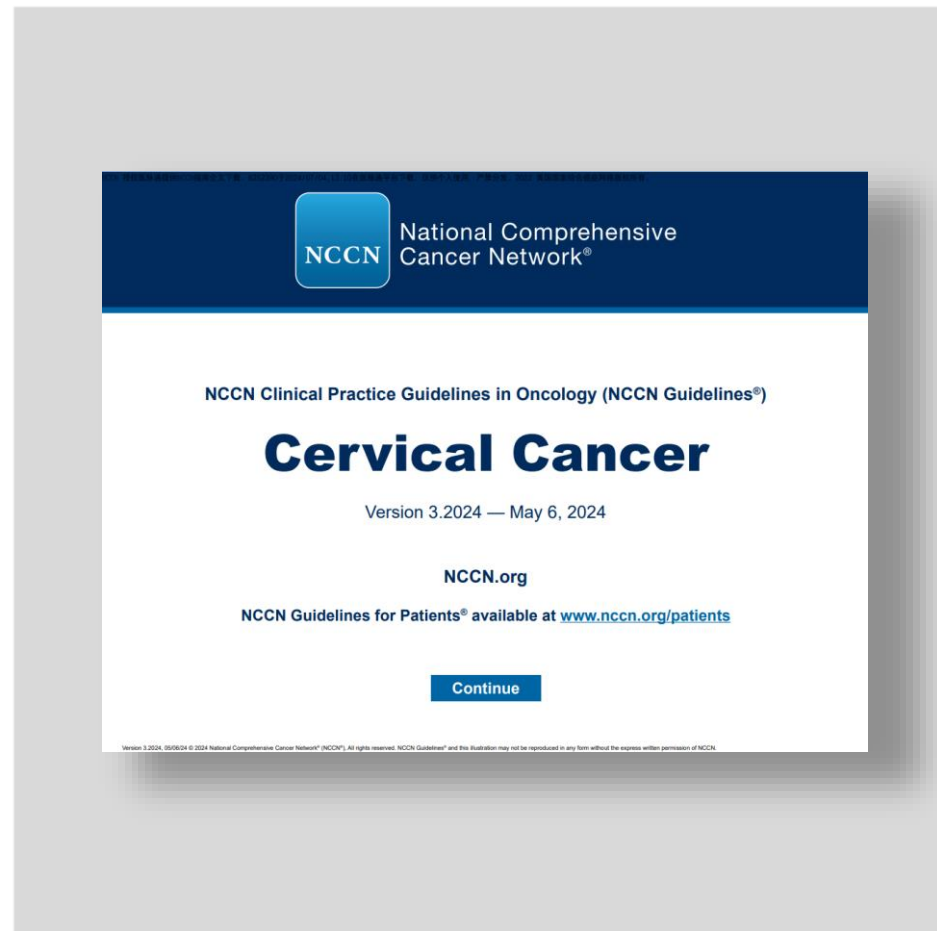 NCCN
National Comprehensive
Cancer Network®
NCCN Clinical Practice Guidelines in Oncology (NCCN Guidelines®)
Cervical Cancer
Version 3.2024 — May 6, 2024
NCCN.org
NCCN Guidelines for Patients® available at www.nccn.org/patients
Continue
Version 3.2024, 05/06/24 © 2024 National Comprehensive Cancer Network® (NCCN®), All rights reserved. NCCN Guidelines® and this illustration may not be reproduced in any form without the express written permission of NCCN.